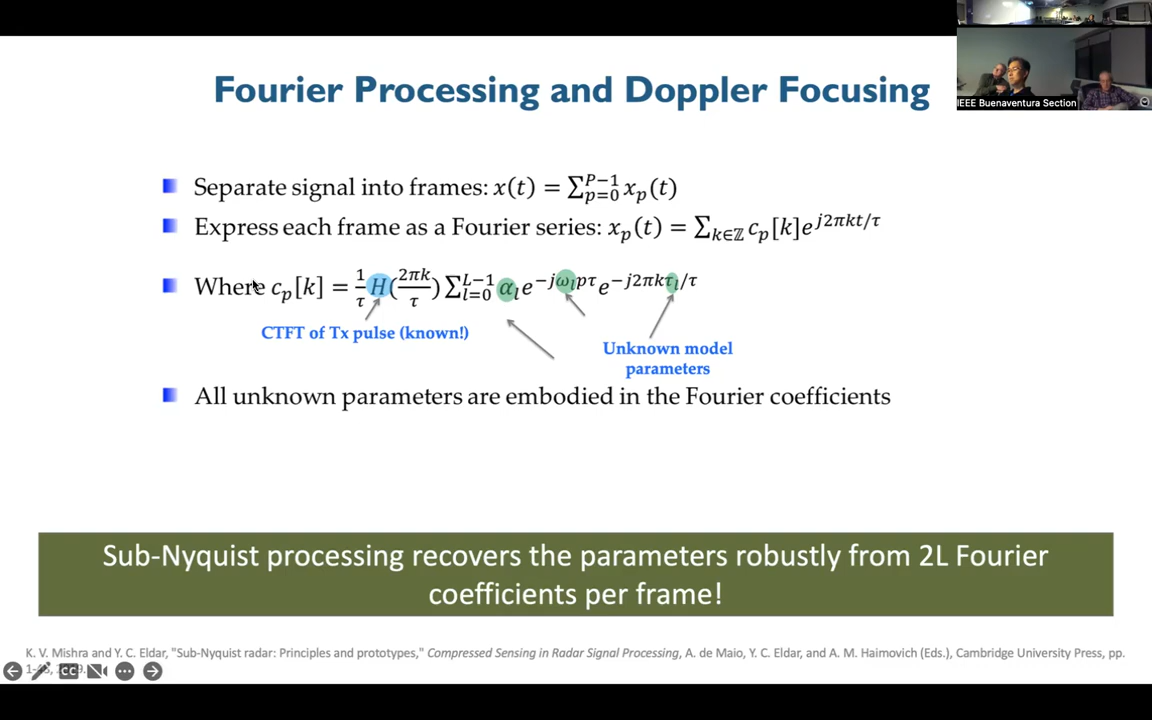 Fourier Processing and Doppler Focusing
IEEE Buenaventura Section
Separate signal into frames: x(t) = ∑_{p=0}^{P−1} x_p(t)
Express each frame as a Fourier series: x_p(t) = ∑_{k∈ℤ} c_p[k]e^{j2πkt/τ}
Where c_p[k] = \frac{1}{τ} H(\frac{2πk}{τ}) ∑_{l=0}^{L−1} α_l e^{−jω_l pτ} e^{−j2πkτ_l/τ}
CTFT of Tx pulse (known!)
Unknown model
parameters
All unknown parameters are embodied in the Fourier coefficients
Sub-Nyquist processing recovers the parameters robustly from 2L Fourier
coefficients per frame!
K. V. Mishra and Y. C. Eldar, "Sub-Nyquist radar: Principles and prototypes," Compressed Sensing in Radar Signal Processing, A. de Maio, Y. C. Eldar, and A. M. Haimovich (Eds.), Cambridge University Press, pp.
CC